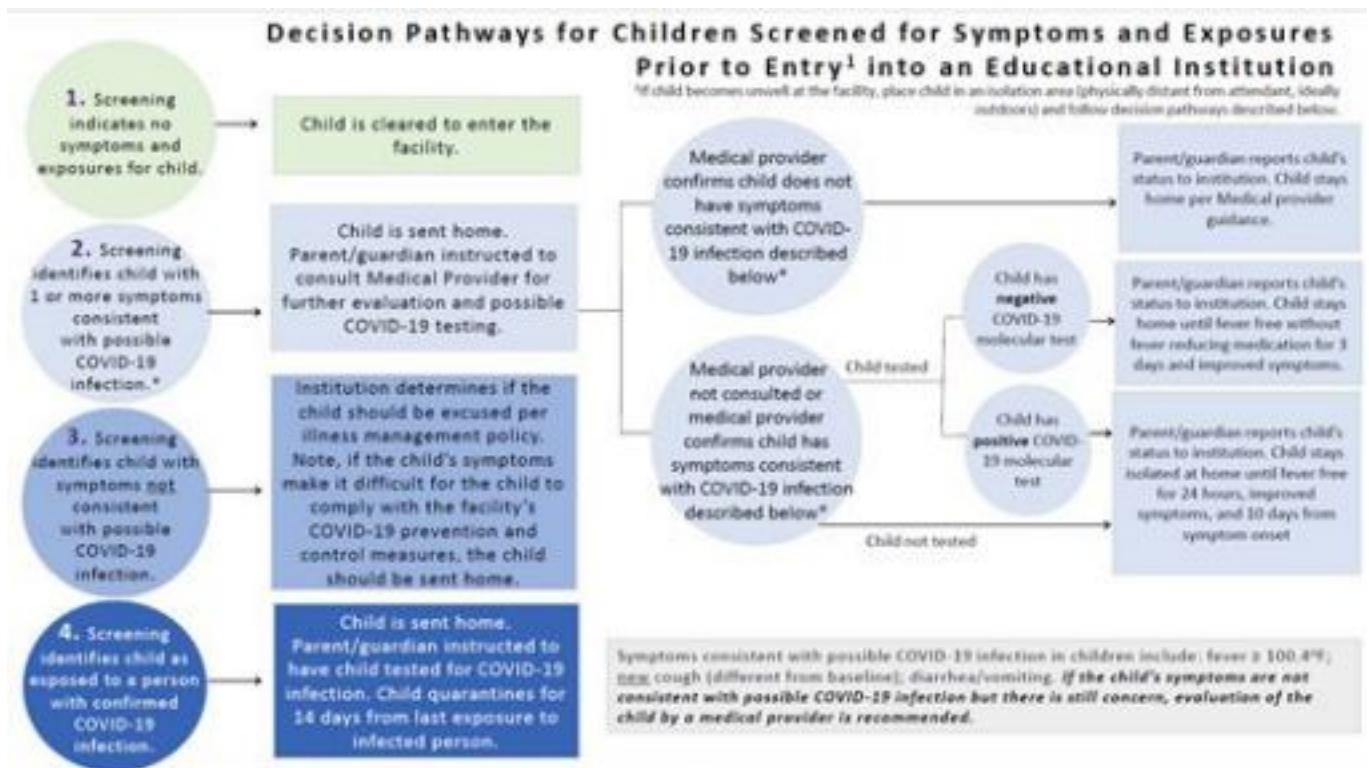 Decision Pathways for Children Screened for Symptoms and Exposures
Prior to Entry¹ into an Educational Institution
¹If child becomes unwell at the facility, place child in an isolation area (physically distant from attendant, ideally
outdoors) and follow decision pathways described below.
1. Screening
indicates no
symptoms and
exposures for child.
Child is cleared to enter the
facility.
2. Screening
identifies child with
1 or more symptoms
consistent
with possible
COVID-19
infection.*
Child is sent home.
Parent/guardian instructed to
consult Medical Provider for
further evaluation and possible
COVID-19 testing.
Medical provider
confirms child does not
have symptoms
consistent with COVID-
19 infection described
below*
Parent/guardian reports child's
status to institution. Child stays
home per Medical provider
guidance.
Medical provider
not consulted or
medical provider
confirms child has
symptoms consistent
with COVID-19 infection
described below*
Child tested
Child has
negative
COVID-19
molecular test
Parent/guardian reports child's
status to institution. Child stays
home until fever free without
fever reducing medication for 3
days and improved symptoms.
Child has
positive COVID-
19 molecular
test
Child not tested
Parent/guardian reports child's
status to institution. Child stays
isolated at home until fever free
for 24 hours, improved
symptoms, and 10 days from
symptom onset
3. Screening
identifies child with
symptoms not
consistent
with possible
COVID-19
infection.
Institution determines if the
child should be excused per
illness management policy.
Note, if the child's symptoms
make it difficult for the child to
comply with the facility's
COVID-19 prevention and
control measures, the child
should be sent home.
4. Screening
identifies child as
exposed to a person
with confirmed
COVID-19
infection.
Child is sent home.
Parent/guardian instructed to
have child tested for COVID-19
infection. Child quarantines for
14 days from last exposure to
infected person.
Symptoms consistent with possible COVID-19 infection in children include: fever ≥ 100.4ºF;
new cough (different from baseline); diarrhea/vomiting. If the child's symptoms are not
consistent with possible COVID-19 infection but there is still concern, evaluation of the
child by a medical provider is recommended.